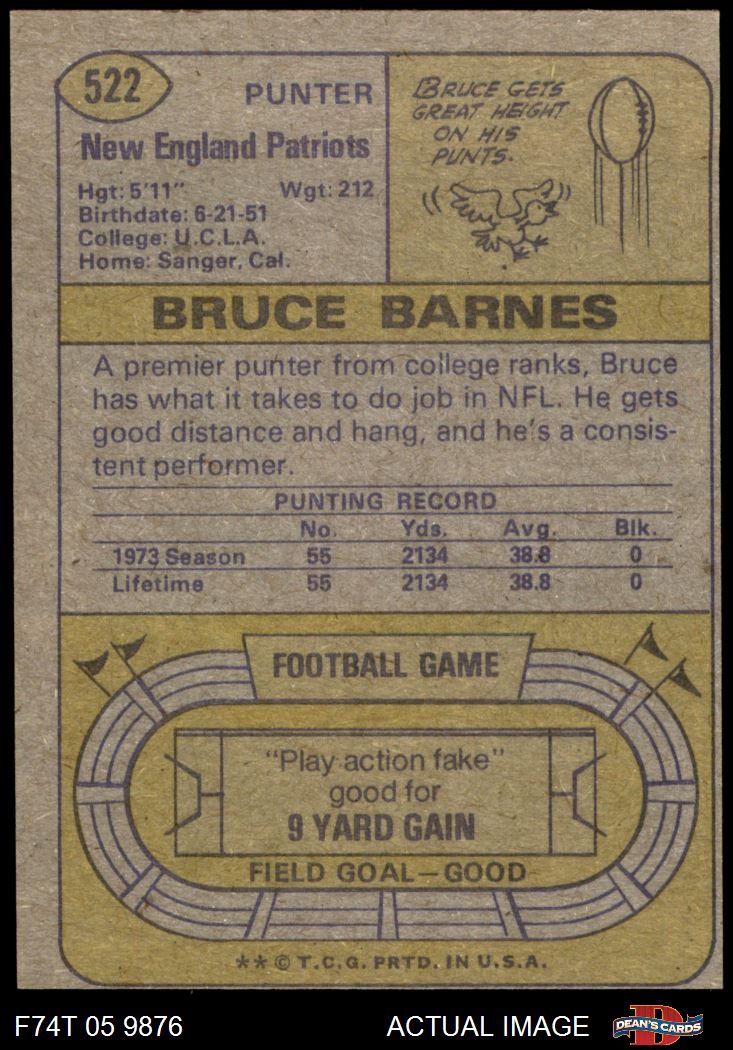 522
PUNTER
New England Patriots
Hgt: 5'11" Wgt: 212
Birthdate: 6-21-51
College: U.C.L.A.
Home: Sanger, Cal.
BRUCE GETS
GREAT HEIGHT
ON HIS
PUNTS.
BRUCE BARNES
A premier punter from college ranks, Bruce
has what it takes to do job in NFL. He gets
good distance and hang, and he's a consis-
tent performer.
PUNTING RECORD
No. Yds. Avg. Blk.
1973 Season 55 2134 38.8 0
Lifetime 55 2134 38.8 0
FOOTBALL GAME
"Play action fake"
good for
9 YARD GAIN
FIELD GOAL—GOOD
** © T.C.G. PRTD. IN U.S.A.
F74T 05 9876 ACTUAL IMAGE
D
DEAN'S CARDS